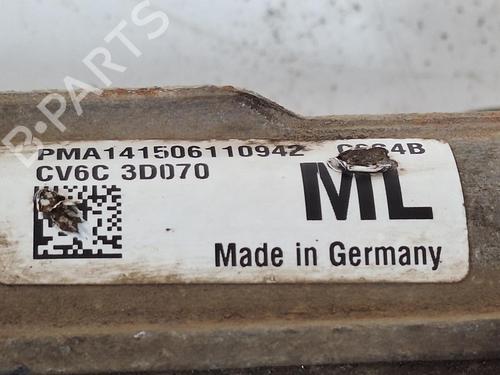 PMA141506110942
CV6C 3D070
ML
Made in Germany
B-Parts